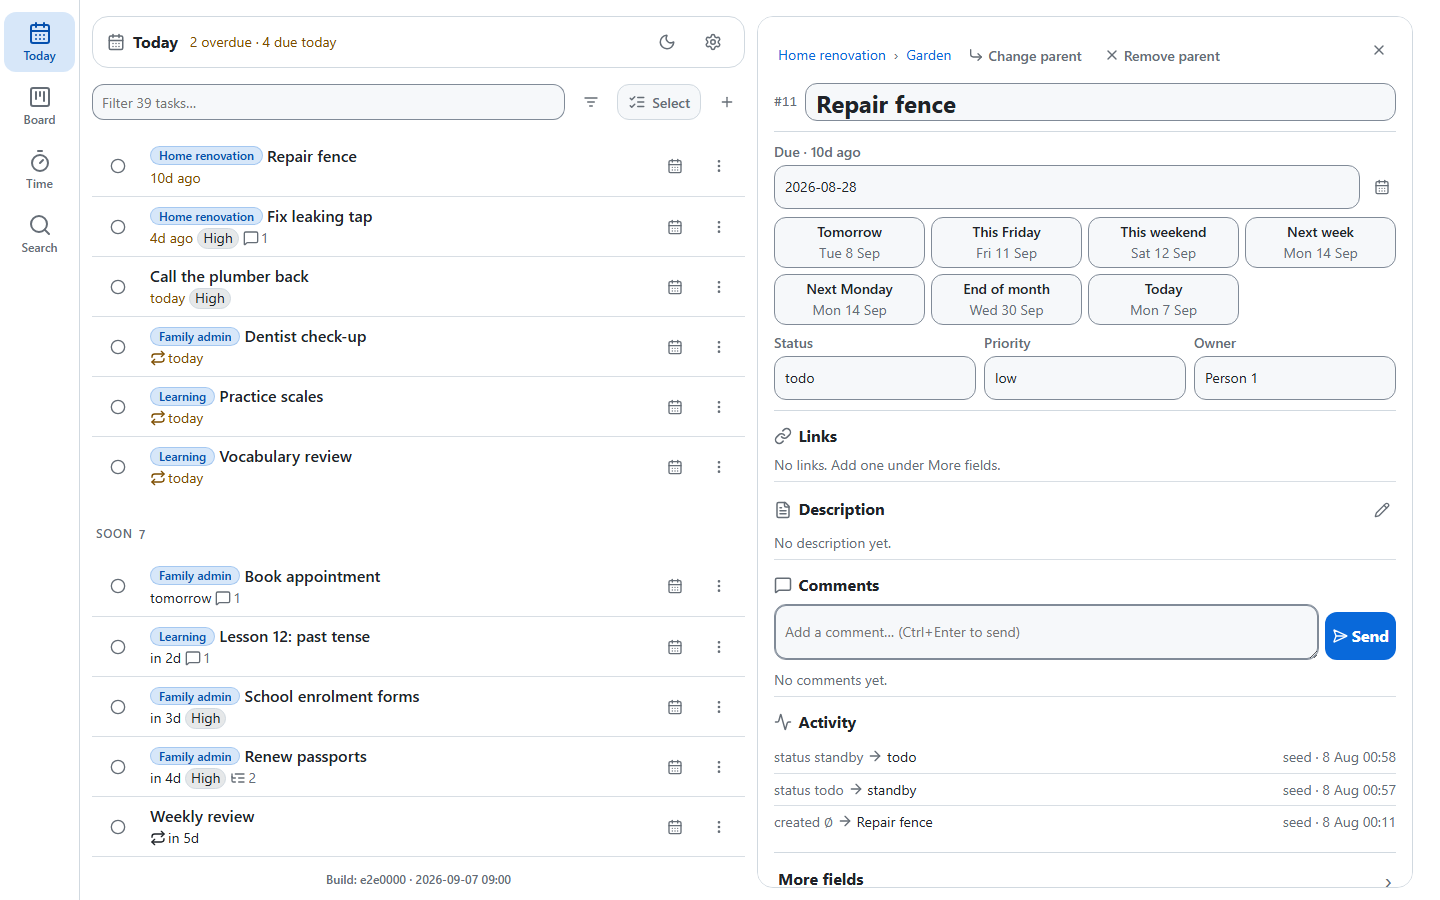 Today
Board
Time
Search
Today 2 overdue · 4 due today
Filter 39 tasks...
Select
Home renovation Repair fence
10d ago
Home renovation Fix leaking tap
4d ago High 1
Call the plumber back
today High
Family admin Dentist check-up
today
Learning Practice scales
today
Learning Vocabulary review
today
SOON 7
Family admin Book appointment
tomorrow 1
Learning Lesson 12: past tense
in 2d 1
Family admin School enrolment forms
in 3d High
Family admin Renew passports
in 4d High 2
Weekly review
in 5d
Build: e2e0000 · 2026-09-07 09:00
Home renovation › Garden Change parent Remove parent
#11 Repair fence
Due · 10d ago
2026-08-28
Tomorrow This Friday This weekend Next week
Tue 8 Sep Fri 11 Sep Sat 12 Sep Mon 14 Sep
Next Monday End of month Today
Mon 14 Sep Wed 30 Sep Mon 7 Sep
Status Priority Owner
todo low Person 1
Links
No links. Add one under More fields.
Description
No description yet.
Comments
Add a comment... (Ctrl+Enter to send)
Send
No comments yet.
Activity
status standby → todo seed · 8 Aug 00:58
status todo → standby seed · 8 Aug 00:57
created ∅ → Repair fence seed · 8 Aug 00:11
More fields